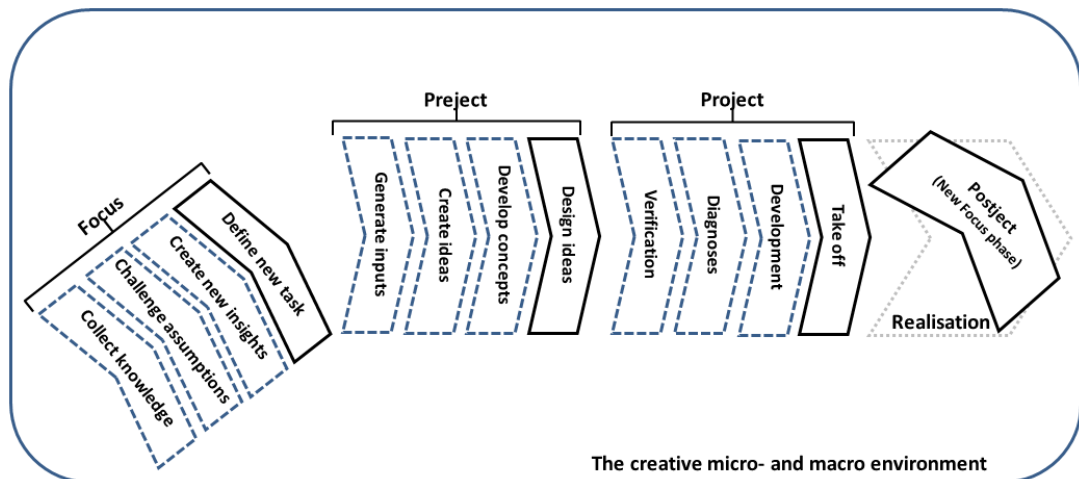 Focus
Collect knowledge
Challenge assumptions
Create new insights
Define new task
Preject
Generate inputs
Create ideas
Develop concepts
Design ideas
Project
Verification
Diagnoses
Development
Take off
Postject
(New Focus phase)
Realisation
The creative micro- and macro environment